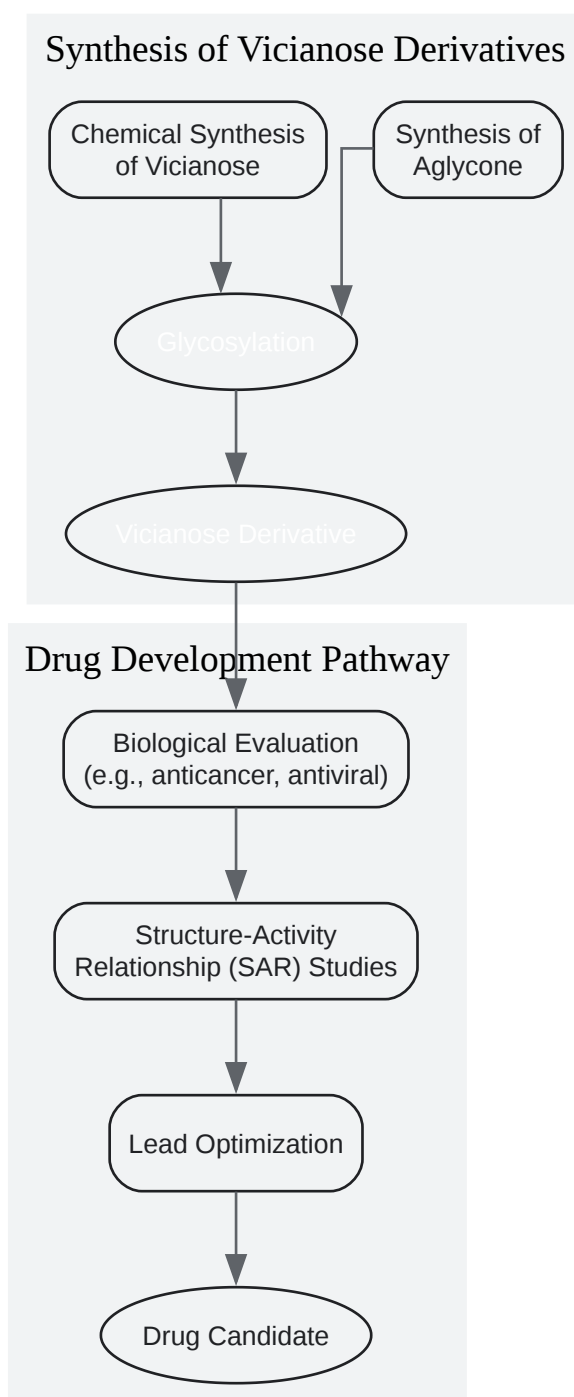 Synthesis of Vicianose Derivatives
Chemical Synthesis
of Vicianose
Synthesis of
Aglycone
Glycosylation
Vicianose Derivative
Drug Development Pathway
Biological Evaluation
(e.g., anticancer, antiviral)
Structure-Activity
Relationship (SAR) Studies
Lead Optimization
Drug Candidate